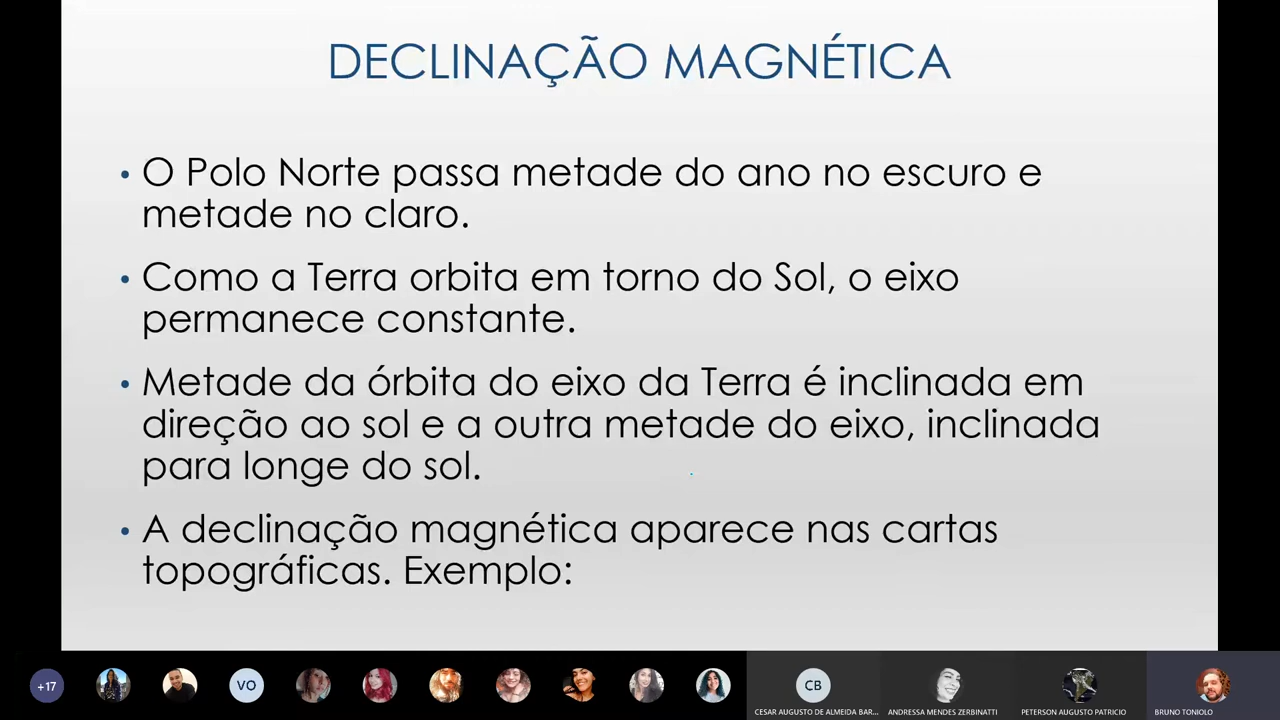 DECLINAÇÃO MAGNÉTICA
• O Polo Norte passa metade do ano no escuro e
metade no claro.
• Como a Terra orbita em torno do Sol, o eixo
permanece constante.
• Metade da órbita do eixo da Terra é inclinada em
direção ao sol e a outra metade do eixo, inclinada
para longe do sol.
• A declinação magnética aparece nas cartas
topográficas. Exemplo:
+17
VO
CB
CESAR AUGUSTO DE ALMEIDA BAR...
ANDRESSA MENDES ZERBINATTI
PETERSON AUGUSTO PATRICIO
BRUNO TONIOLO